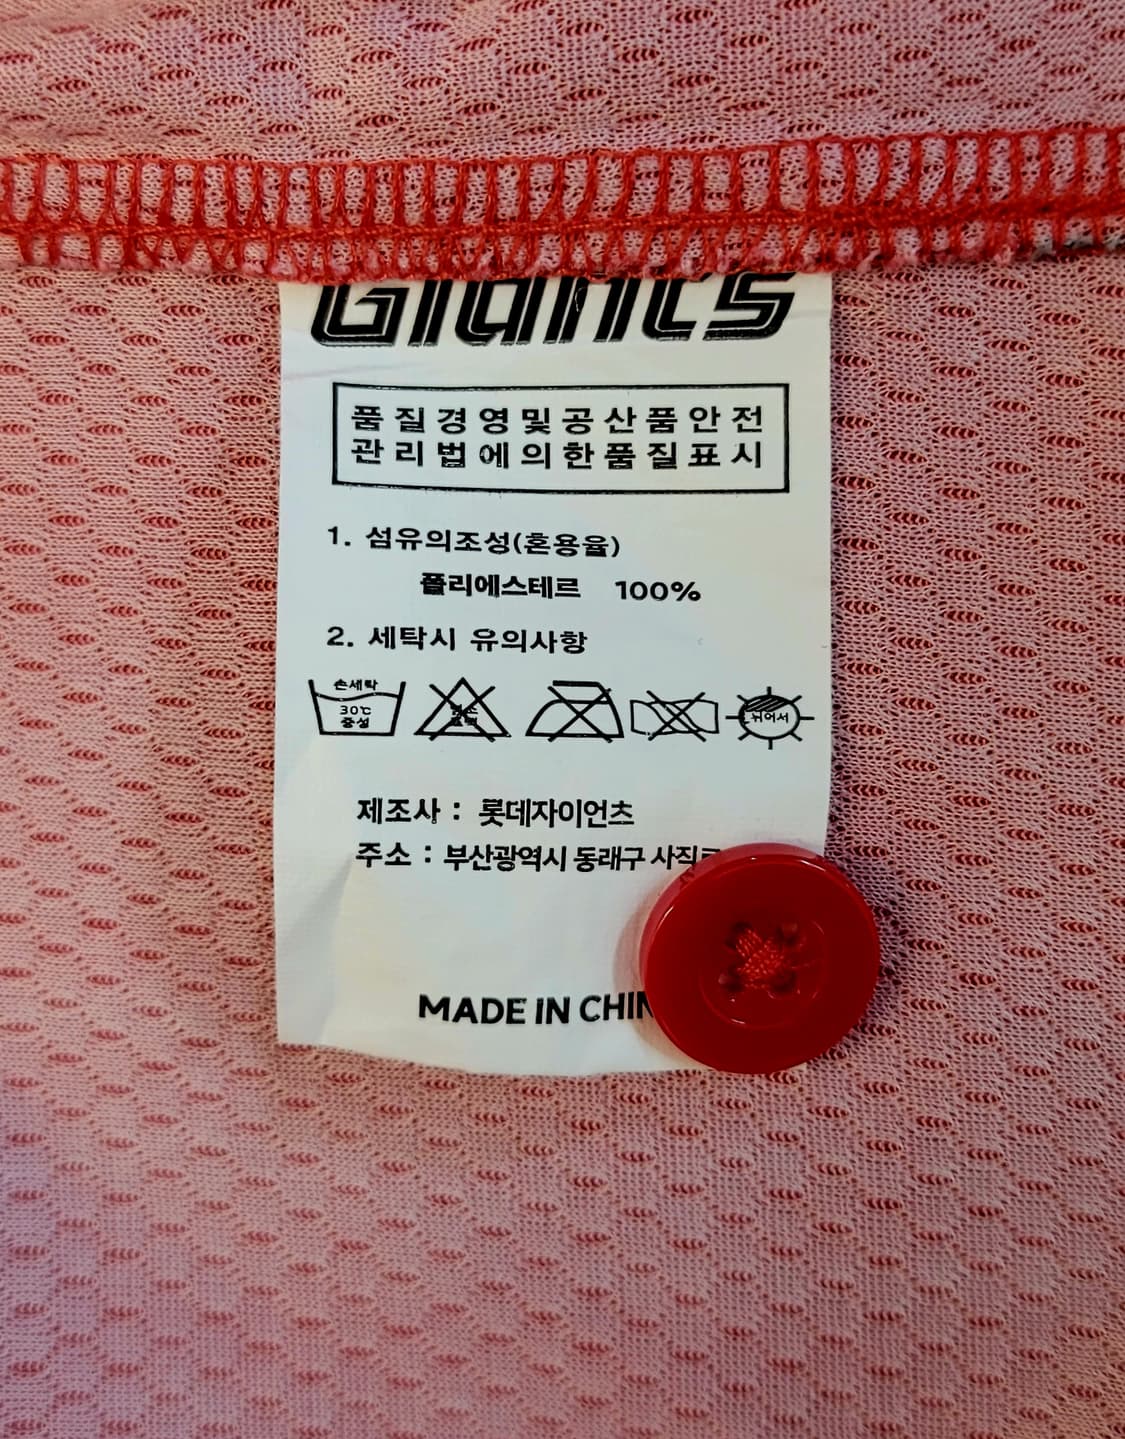 Giants
품질경영및공산품안전
관리법에의한품질표시
1. 섬유의조성(혼용율)
폴리에스테르 100%
2. 세탁시 유의사항
손세탁
30℃
중성
뉘어서
제조사 : 롯데자이언츠
주소 : 부산광역시 동래구
MADE IN